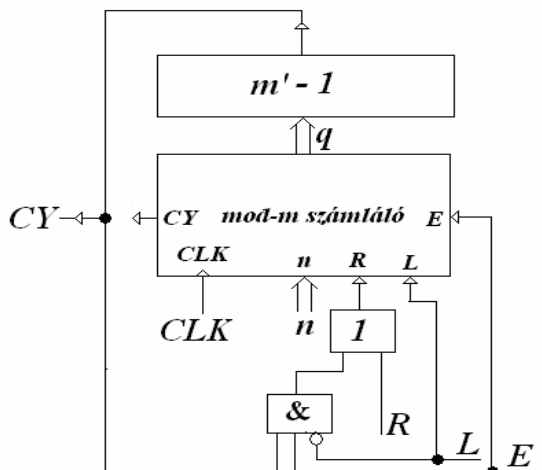 m' - 1
q
CY
CY mod-m számláló E
CLK n R L
CLK
n
1
&
R
L
E